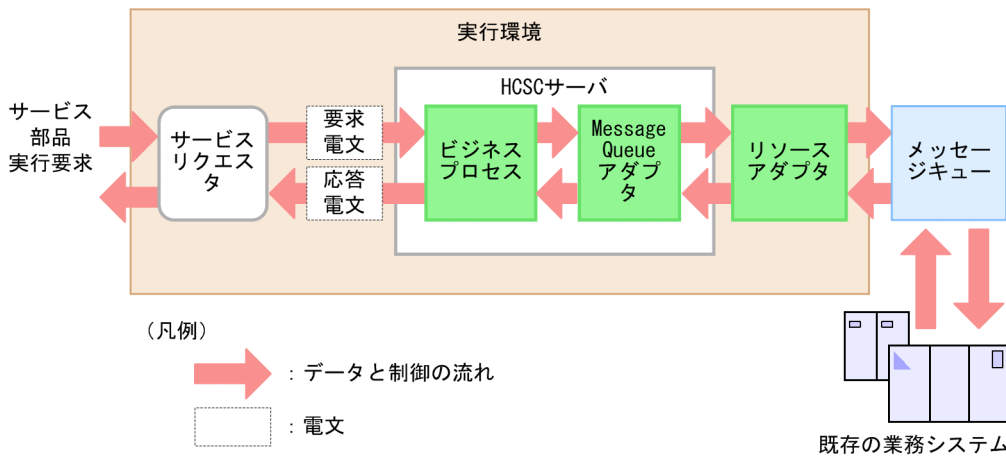 実行環境
HCSCサーバ
サービス
部品
実行要求
サービス
リクエス
タ
要求
電文
応答
電文
ビジネス
プロセス
Message
Queue
アダプ
タ
リソース
アダプタ
メッセー
ジキュー
(凡例)
:データと制御の流れ
:電文
既存の業務システム